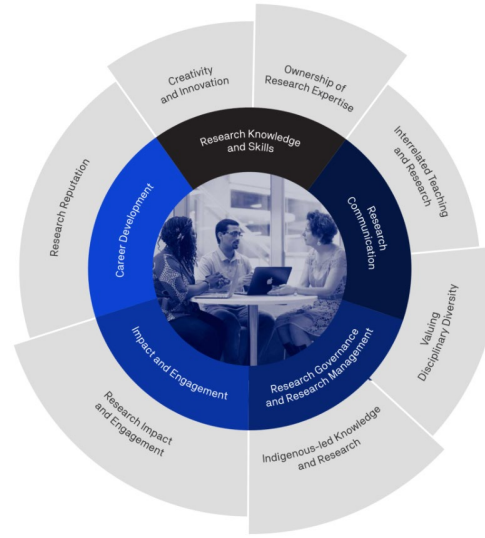 Creativity
and Innovation
Ownership of
Research Expertise
Interrelated Teaching
and Research
Valuing
Disciplinary Diversity
Indigenous-led Knowledge
and Research
Research Impact
and Engagement
Research Reputation
Research Knowledge
and Skills
Research
Communication
Research Governance
and Research Management
Impact and Engagement
Career Development